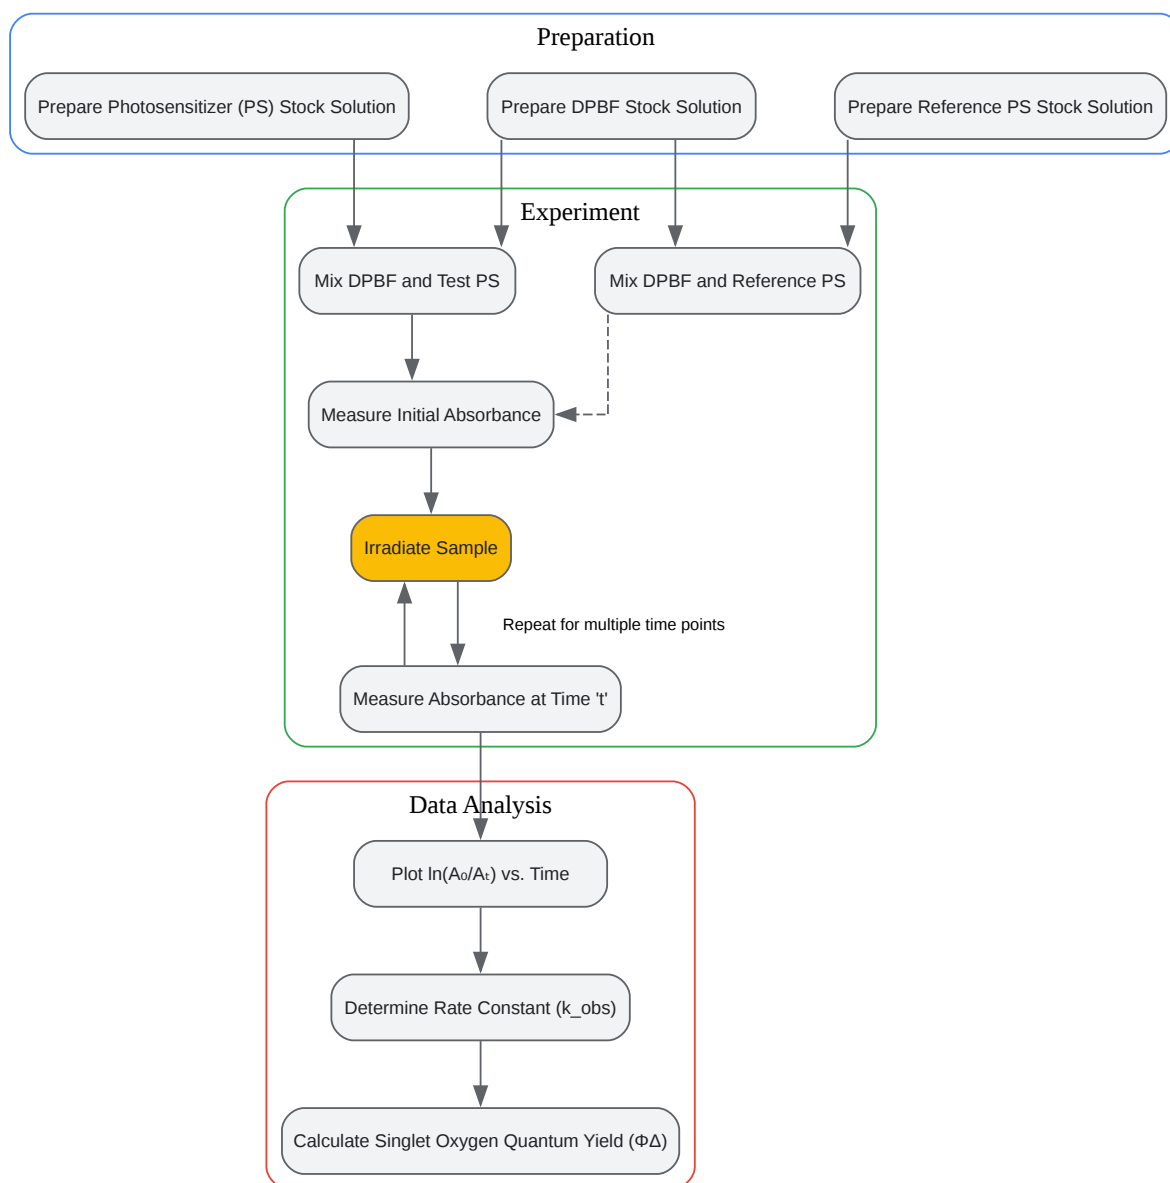 Preparation
Prepare Photosensitizer (PS) Stock Solution
Prepare DPBF Stock Solution
Prepare Reference PS Stock Solution
Experiment
Mix DPBF and Test PS
Mix DPBF and Reference PS
Measure Initial Absorbance
Irradiate Sample
Repeat for multiple time points
Measure Absorbance at Time 't'
Data Analysis
Plot ln(A₀/Aₜ) vs. Time
Determine Rate Constant (k_obs)
Calculate Singlet Oxygen Quantum Yield (ΦΔ)